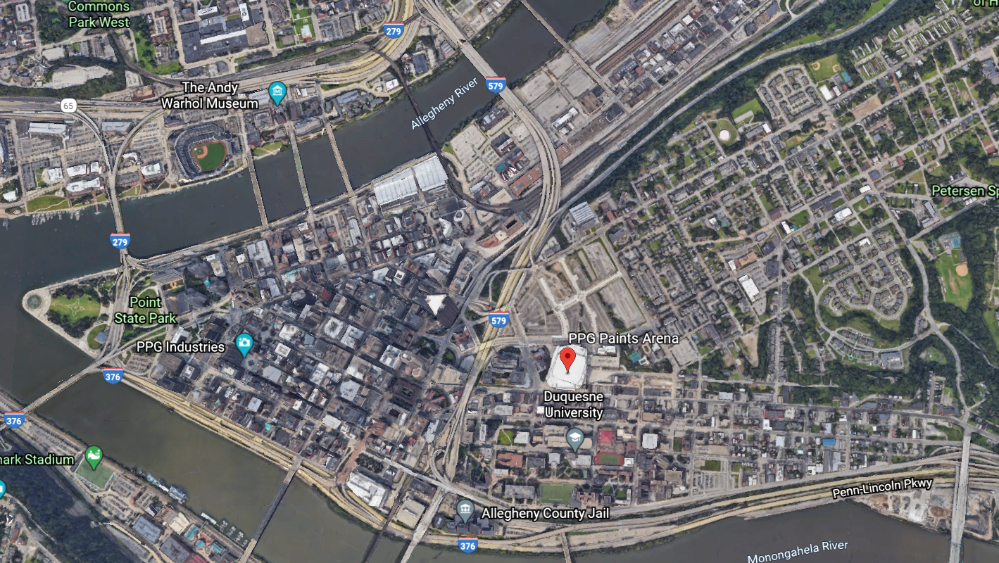 Commons
Park West
of H
279
579
The Andy
Warhol Museum
65
Allegheny River
Petersen Sp
279
Point
State Park
579
PPG Industries
PPG Paints Arena
376
Duquesne
University
376
nark Stadium
Penn-Lincoln Pkwy
Allegheny County Jail
376
Monongahela River